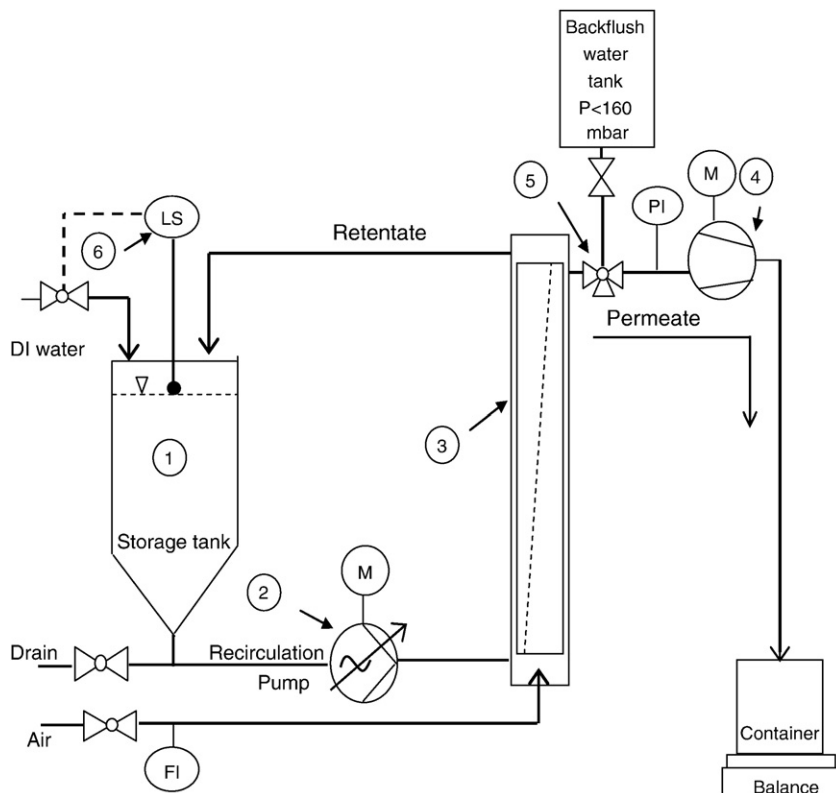 Backflush
water
tank
P<160
mbar
M
4
5
PI
LS
6
Retentate
DI water
Permeate
3
1
Storage tank
M
2
Drain
Recirculation
Pump
Air
FI
Container
Balance